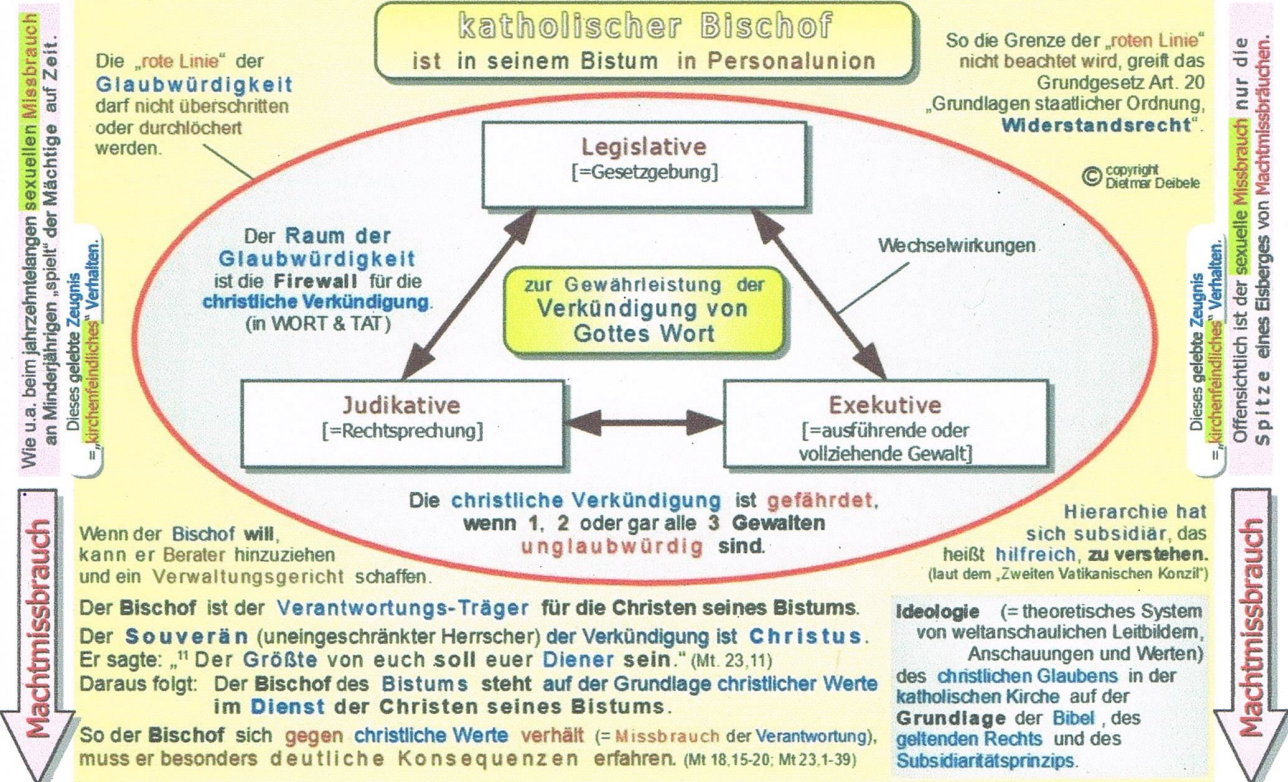 katholischer Bischof
ist in seinem Bistum in Personalunion
Die „rote Linie“ der
Glaubwürdigkeit
darf nicht überschritten
oder durchlöchert
werden.
So die Grenze der „roten Linie“
nicht beachtet wird, greift das
Grundgesetz Art. 20
„Grundlagen staatlicher Ordnung,
Widerstandsrecht“.
© copyright
Dietmar Deibele
Legislative
[=Gesetzgebung]
Der Raum der
Glaubwürdigkeit
ist die Firewall für die
christliche Verkündigung.
(in WORT & TAT)
zur Gewährleistung der
Verkündigung von
Gottes Wort
Wechselwirkungen
Judikative
[=Rechtsprechung]
Exekutive
[=ausführende oder
vollziehende Gewalt]
Die christliche Verkündigung ist gefährdet,
wenn 1, 2 oder gar alle 3 Gewalten
unglaubwürdig sind.
Wenn der Bischof will,
kann er Berater hinzuziehen
und ein Verwaltungsgericht schaffen.
Hierarchie hat
sich subsidiär, das
heißt hilfreich, zu verstehen.
(laut dem „Zweiten Vatikanischen Konzil“)
Der Bischof ist der Verantwortungs-Träger für die Christen seines Bistums.
Der Souverän (uneingeschränkter Herrscher) der Verkündigung ist Christus.
Er sagte: „11 Der Größte von euch soll euer Diener sein.“ (Mt. 23,11)
Daraus folgt: Der Bischof des Bistums steht auf der Grundlage christlicher Werte
im Dienst der Christen seines Bistums.
So der Bischof sich gegen christliche Werte verhält (= Missbrauch der Verantwortung),
muss er besonders deutliche Konsequenzen erfahren. (Mt 18,15-20; Mt 23,1-39)
Ideologie (= theoretisches System
von weltanschaulichen Leitbildern,
Anschauungen und Werten)
des christlichen Glaubens in der
katholischen Kirche auf der
Grundlage der Bibel , des
geltenden Rechts und des
Subsidiaritätsprinzips.
Wie u.a. beim jahrzehntelangen sexuellen Missbrauch
an Minderjährigen „spielt“ der Mächtige auf Zeit.
Dieses gelebte Zeugnis
=„kirchenfeindliches“ Verhalten.
Machtmissbrauch
Dieses gelebte Zeugnis
=„kirchenfeindliches“ Verhalten.
Offensichtlich ist der sexuelle Missbrauch nur die
Spitze eines Eisberges von Machtmissbräuchen.
Machtmissbrauch